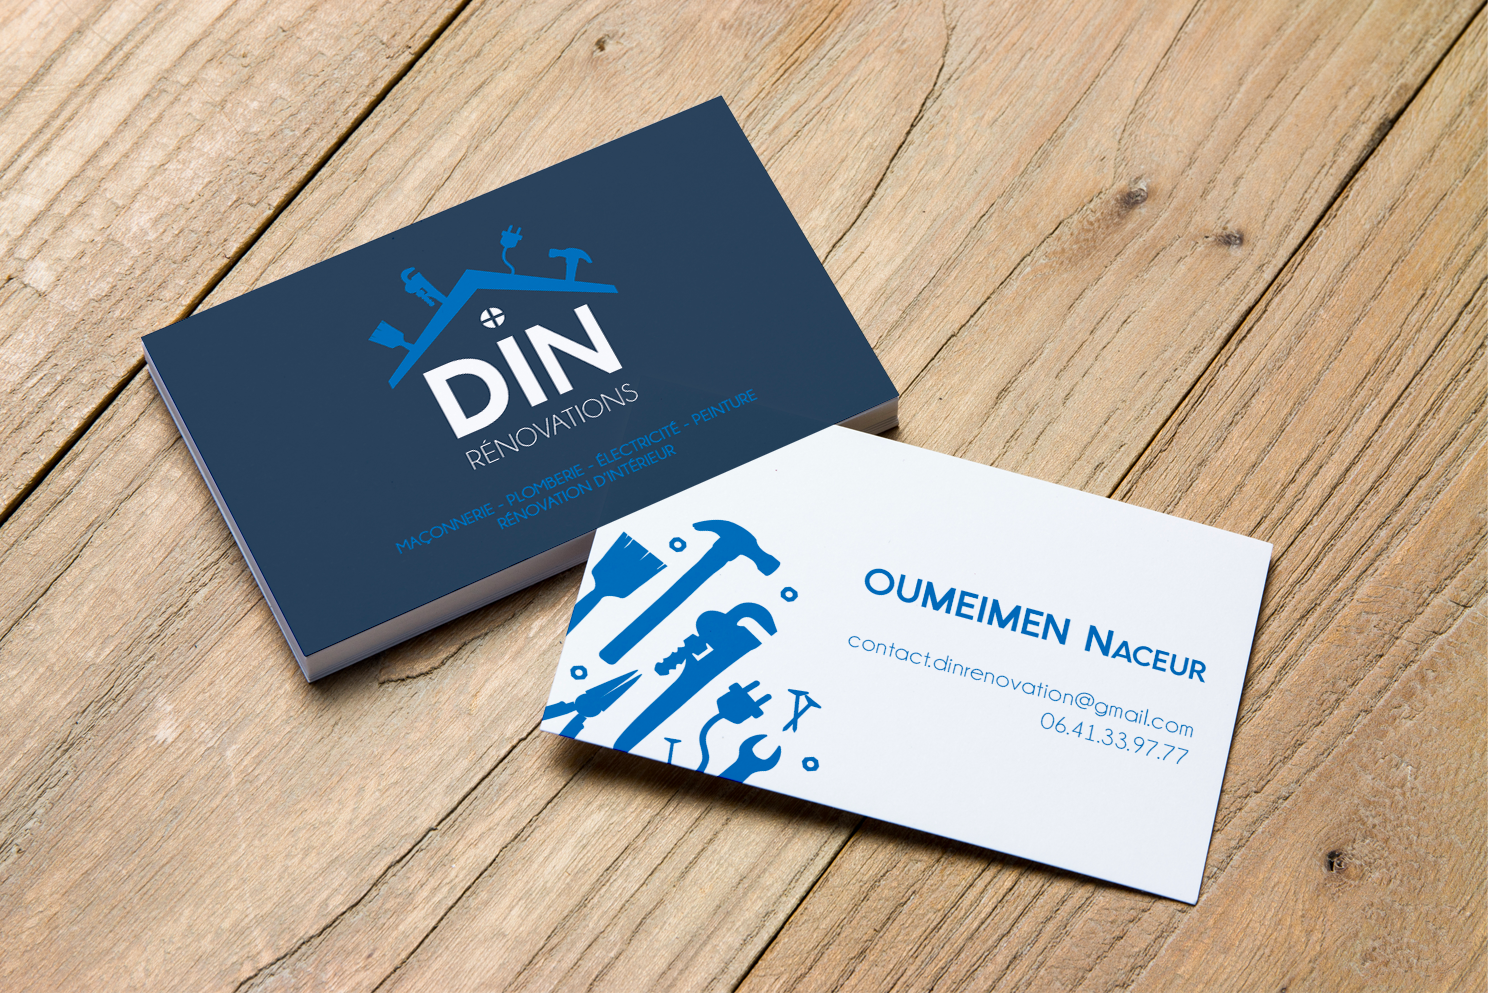 DIN
RÉNOVATIONS
MAÇONNERIE - PLOMBERIE - ÉLECTRICITÉ - PEINTURE
RÉNOVATION D'INTÉRIEUR
OUMEIMEN NACEUR
contact.dinrenovation@gmail.com
06.41.33.97.77